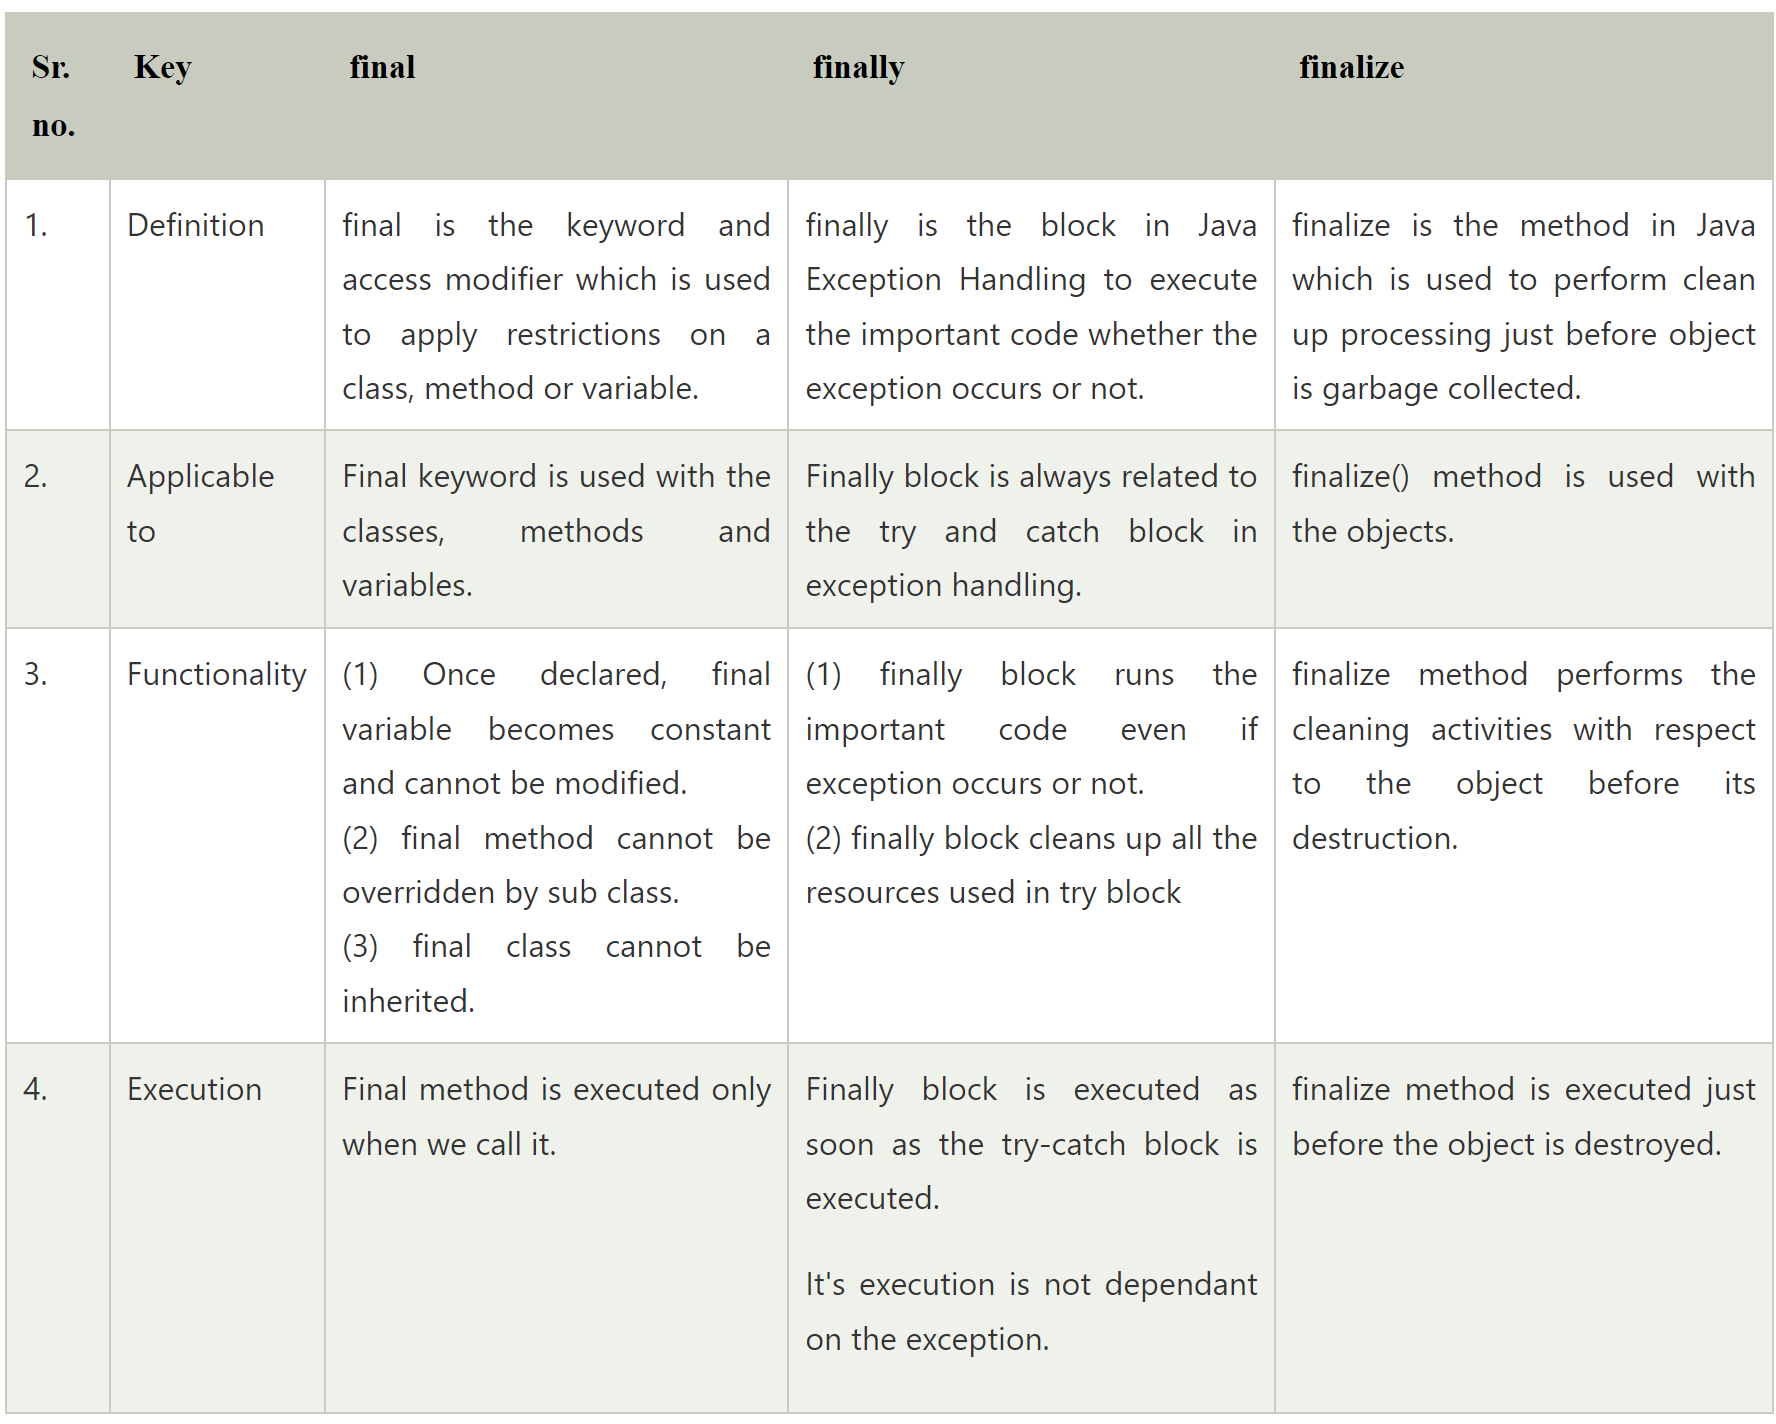 Sr. no.
Key
final
finally
finalize
1.
Definition
final is the keyword and
access modifier which is used
to apply restrictions on a
class, method or variable.
finally is the block in Java
Exception Handling to execute
the important code whether the
exception occurs or not.
finalize is the method in Java
which is used to perform clean
up processing just before object
is garbage collected.
2.
Applicable
to
Final keyword is used with the
classes, methods and
variables.
Finally block is always related to
the try and catch block in
exception handling.
finalize() method is used with
the objects.
3.
Functionality
(1) Once declared, final
variable becomes constant
and cannot be modified.
(2) final method cannot be
overridden by sub class.
(3) final class cannot be
inherited.
(1) finally block runs the
important code even if
exception occurs or not.
(2) finally block cleans up all the
resources used in try block
finalize method performs the
cleaning activities with respect
to the object before its
destruction.
4.
Execution
Final method is executed only
when we call it.
Finally block is executed as
soon as the try-catch block is
executed.
It's execution is not dependant
on the exception.
finalize method is executed just
before the object is destroyed.